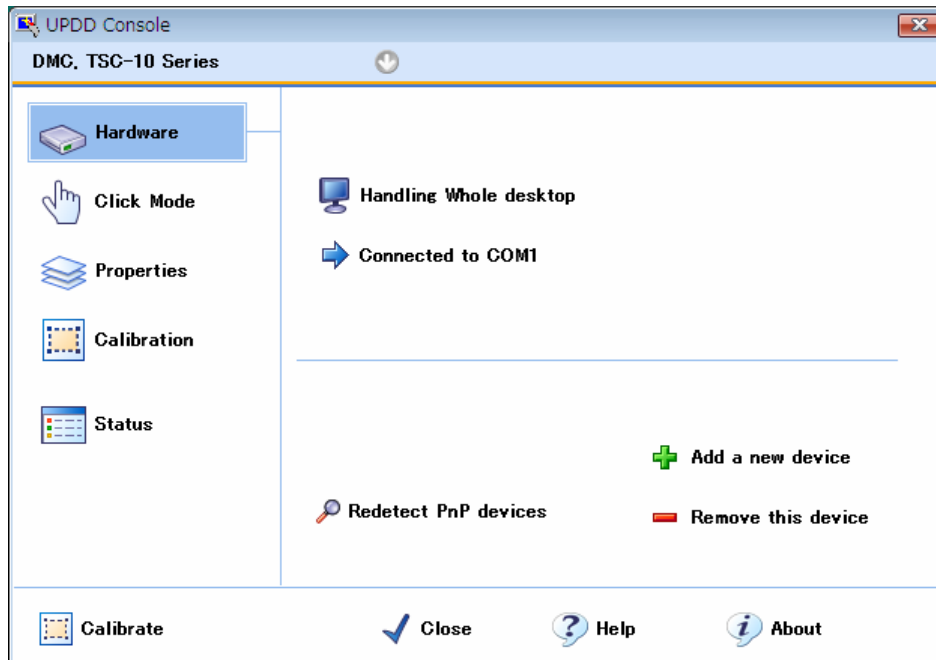 UPDD Console
DMC, TSC-10 Series
Hardware
Click Mode
Properties
Calibration
Status
Handling Whole desktop
Connected to COM1
Add a new device
Redetect PnP devices
Remove this device
Calibrate
Close
Help
About